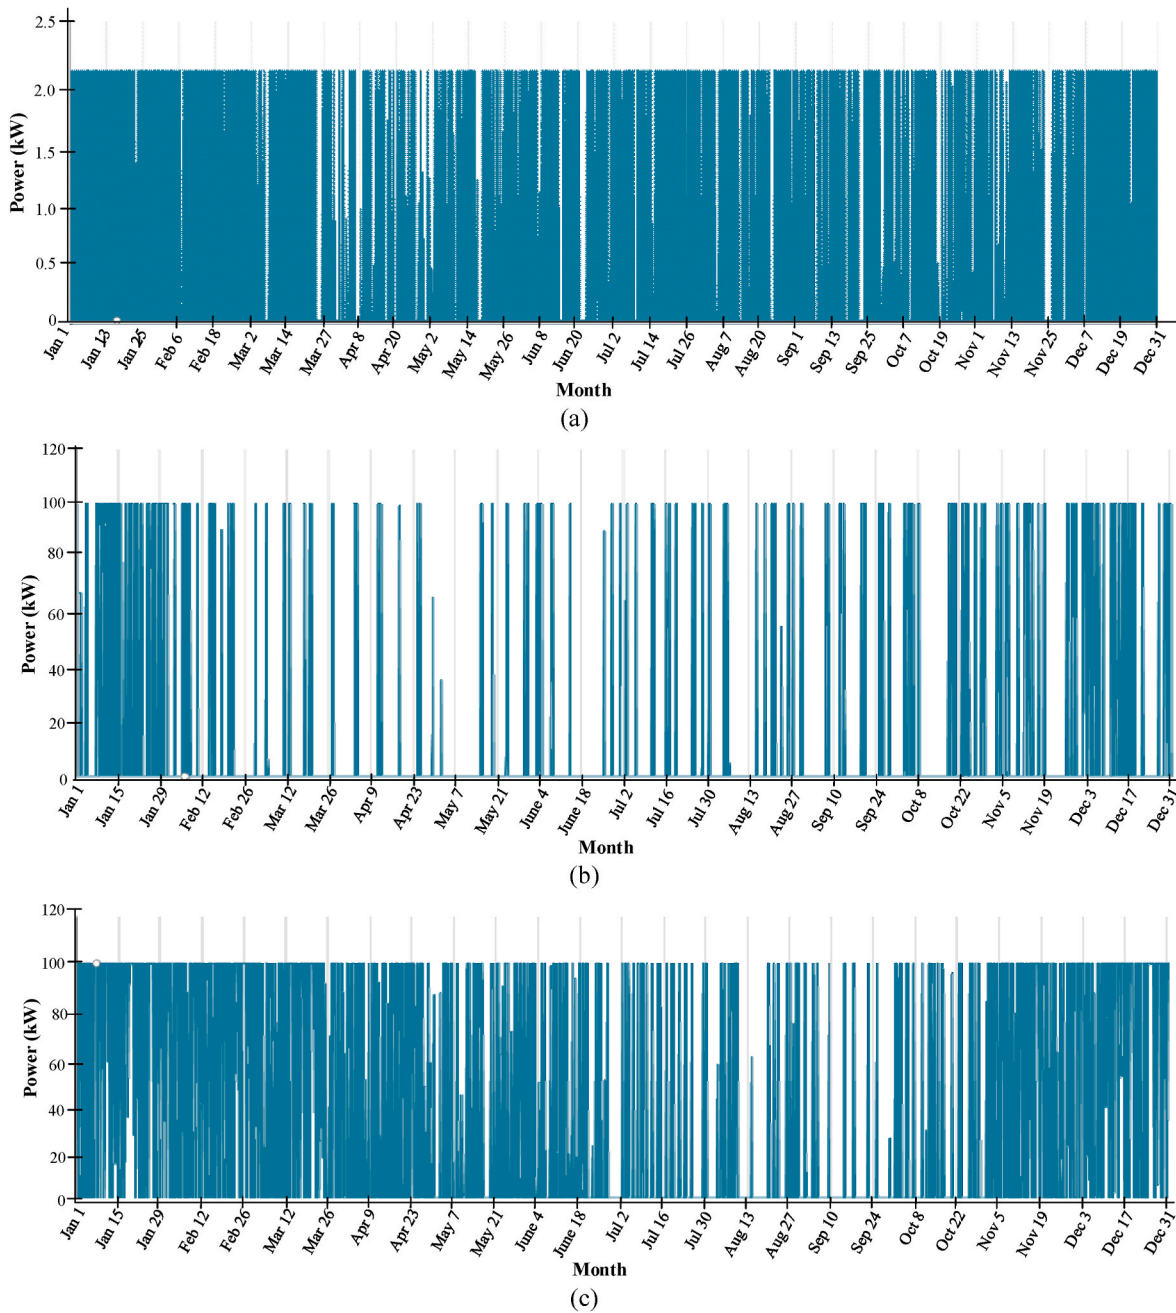 2.5
2.0
1.5
1.0
0.5
0
Power (kW)
Jan 1 Jan 13 Jan 25 Feb 6 Feb 18 Mar 2 Mar 14 Mar 27 Apr 8 Apr 20 May 2 May 14 May 26 Jun 8 Jun 20 Jul 2 Jul 14 Jul 26 Aug 7 Aug 20 Sep 1 Sep 13 Sep 25 Oct 7 Oct 19 Nov 1 Nov 13 Nov 25 Dec 7 Dec 19 Dec 31
Month
(a)
120
100
80
60
40
20
0
Power (kW)
Jan 1 Jan 15 Jan 29 Feb 12 Feb 26 Mar 12 Mar 26 Apr 9 Apr 23 May 7 May 21 June 4 June 18 Jul 2 Jul 16 Jul 30 Aug 13 Aug 27 Sep 10 Sep 24 Oct 8 Oct 22 Nov 5 Nov 19 Dec 3 Dec 17 Dec 31
Month
(b)
120
100
80
60
40
20
0
Power (kW)
Jan 1 Jan 15 Jan 29 Feb 12 Feb 26 Mar 12 Mar 26 Apr 9 Apr 23 May 7 May 21 June 4 June 18 Jul 2 Jul 16 Jul 30 Aug 13 Aug 27 Sep 10 Sep 24 Oct 8 Oct 22 Nov 5 Nov 19 Dec 3 Dec 17 Dec 31
Month
(c)